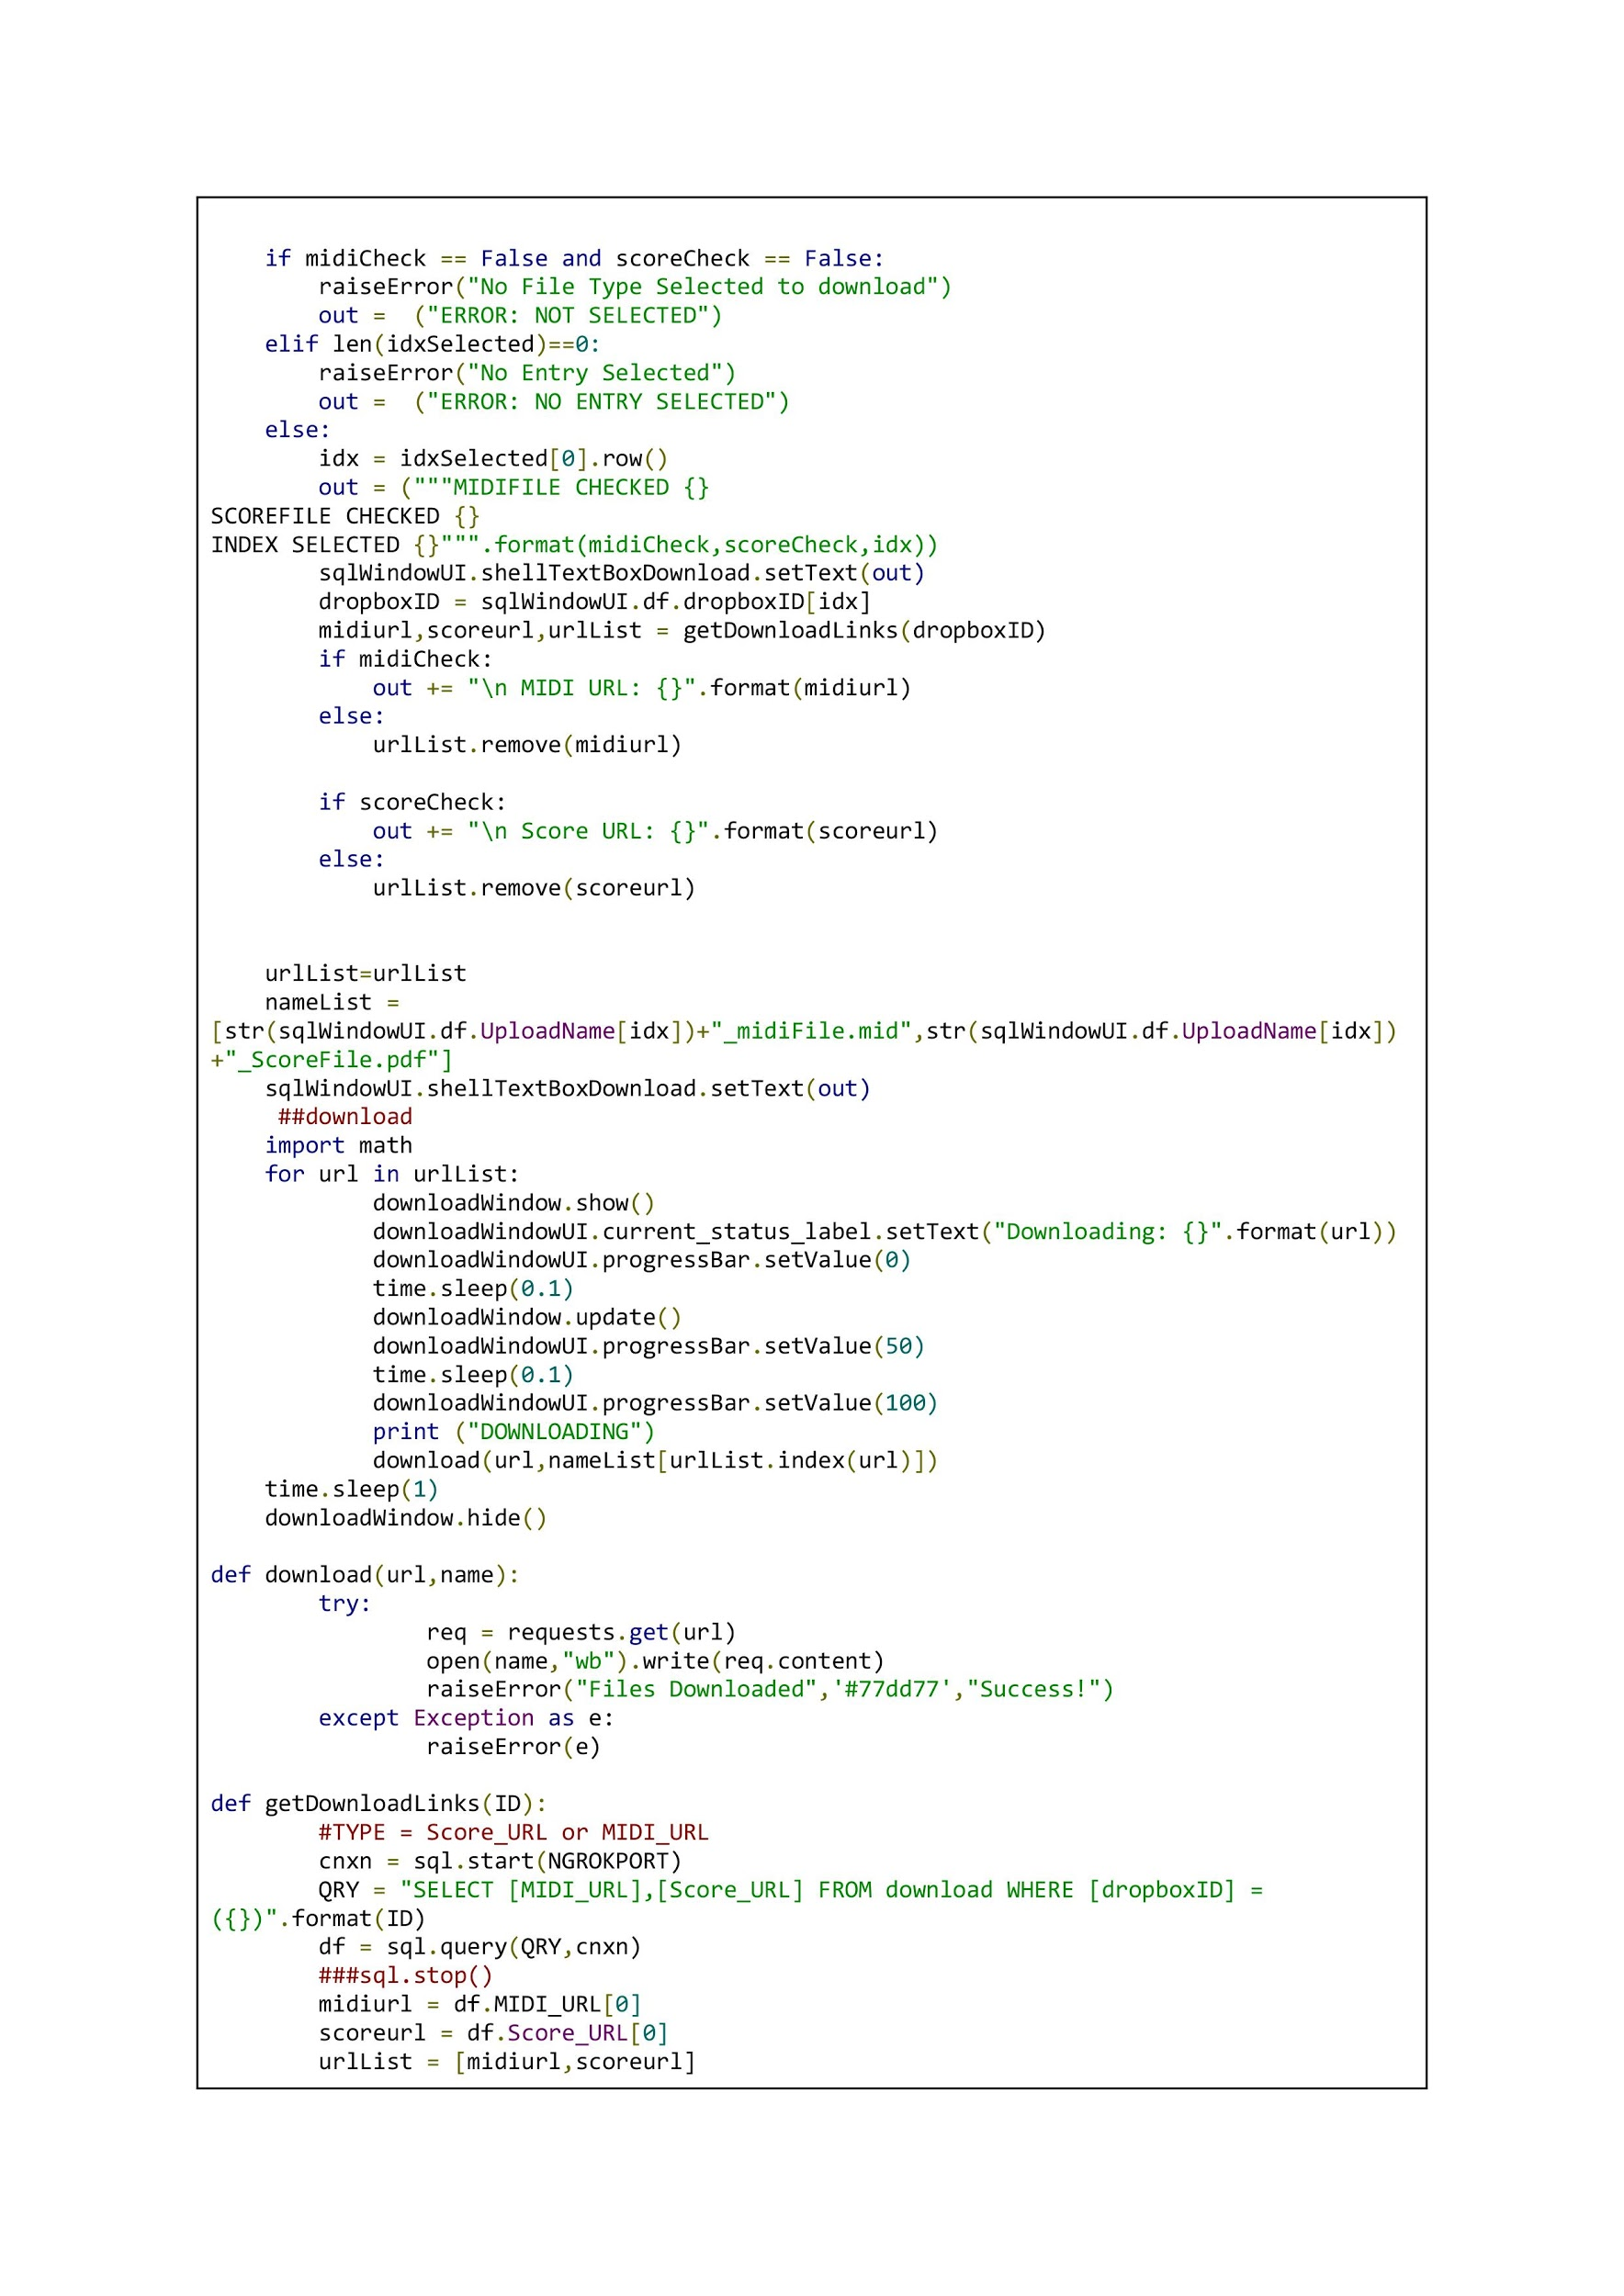 if midiCheck == False and scoreCheck == False:
        raiseError("No File Type Selected to download")
        out =  ("ERROR: NOT SELECTED")
    elif len(idxSelected)==0:
        raiseError("No Entry Selected")
        out =  ("ERROR: NO ENTRY SELECTED")
    else:
        idx = idxSelected[0].row()
        out = ("""MIDIFILE CHECKED {}
SCOREFILE CHECKED {}
INDEX SELECTED {}""".format(midiCheck,scoreCheck,idx))
        sqlWindowUI.shellTextBoxDownload.setText(out)
        dropboxID = sqlWindowUI.df.dropboxID[idx]
        midiurl,scoreurl,urlList = getDownloadLinks(dropboxID)
        if midiCheck:
            out += "\n MIDI URL: {}".format(midiurl)
        else:
            urlList.remove(midiurl)

        if scoreCheck:
            out += "\n Score URL: {}".format(scoreurl)
        else:
            urlList.remove(scoreurl)


    urlList=urlList
    nameList =
[str(sqlWindowUI.df.UploadName[idx])+"_midiFile.mid",str(sqlWindowUI.df.UploadName[idx])
+"_ScoreFile.pdf"]
    sqlWindowUI.shellTextBoxDownload.setText(out)
     ##download
    import math
    for url in urlList:
            downloadWindow.show()
            downloadWindowUI.current_status_label.setText("Downloading: {}".format(url))
            downloadWindowUI.progressBar.setValue(0)
            time.sleep(0.1)
            downloadWindow.update()
            downloadWindowUI.progressBar.setValue(50)
            time.sleep(0.1)
            downloadWindowUI.progressBar.setValue(100)
            print ("DOWNLOADING")
            download(url,nameList[urlList.index(url)])
    time.sleep(1)
    downloadWindow.hide()

def download(url,name):
        try:
                req = requests.get(url)
                open(name,"wb").write(req.content)
                raiseError("Files Downloaded",'#77dd77',"Success!")
        except Exception as e:
                raiseError(e)

def getDownloadLinks(ID):
        #TYPE = Score_URL or MIDI_URL
        cnxn = sql.start(NGROKPORT)
        QRY = "SELECT [MIDI_URL],[Score_URL] FROM download WHERE [dropboxID] =
({})".format(ID)
        df = sql.query(QRY,cnxn)
        ###sql.stop()
        midiurl = df.MIDI_URL[0]
        scoreurl = df.Score_URL[0]
        urlList = [midiurl,scoreurl]